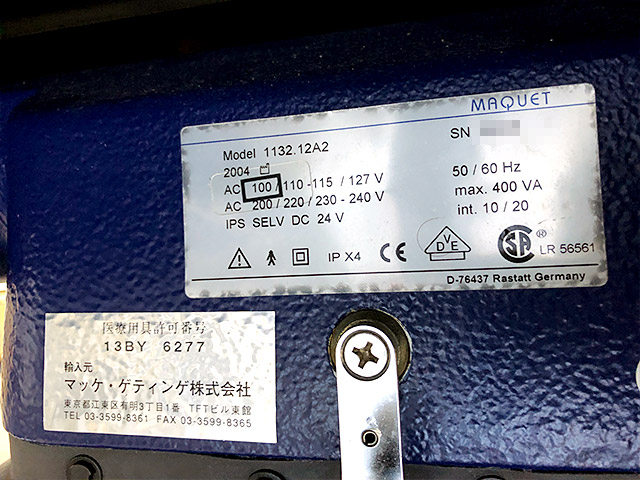 MAQUET
SN
Model 1132.12A2
2004
AC 100 / 110 - 115 / 127 V
AC 200 / 220 / 230 - 240 V
IPS SELV DC 24 V
50 / 60 Hz
max. 400 VA
int. 10 / 20
IP X4 CE VDE CSA ® LR 56561
D-76437 Rastatt Germany
医療用具許可番号
13BY 6277
輸入元
マッケ・ゲティンゲ株式会社
東京都江東区有明3丁目1番 TFTビル東館
TEL 03-3599-8361 FAX 03-3599-8365